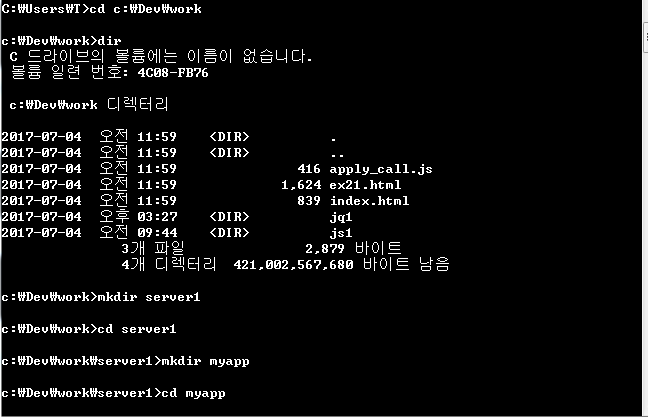 C:₩Users₩T>cd c:₩Dev₩work
c:₩Dev₩work>dir
C 드라이브의 볼륨에는 이름이 없습니다.
볼륨 일련 번호: 4C08-FB76
c:₩Dev₩work 디렉터리
2017-07-04 오전 11:59 <DIR> .
2017-07-04 오전 11:59 <DIR> ..
2017-07-04 오전 11:59 416 apply_call.js
2017-07-04 오전 11:59 1,624 ex21.html
2017-07-04 오전 11:59 839 index.html
2017-07-04 오후 03:27 <DIR> jq1
2017-07-04 오전 09:44 <DIR> js1
3개 파일 2,879 바이트
4개 디렉터리 421,002,567,680 바이트 남음
c:₩Dev₩work>mkdir server1
c:₩Dev₩work>cd server1
c:₩Dev₩work₩server1>mkdir myapp
c:₩Dev₩work₩server1>cd myapp